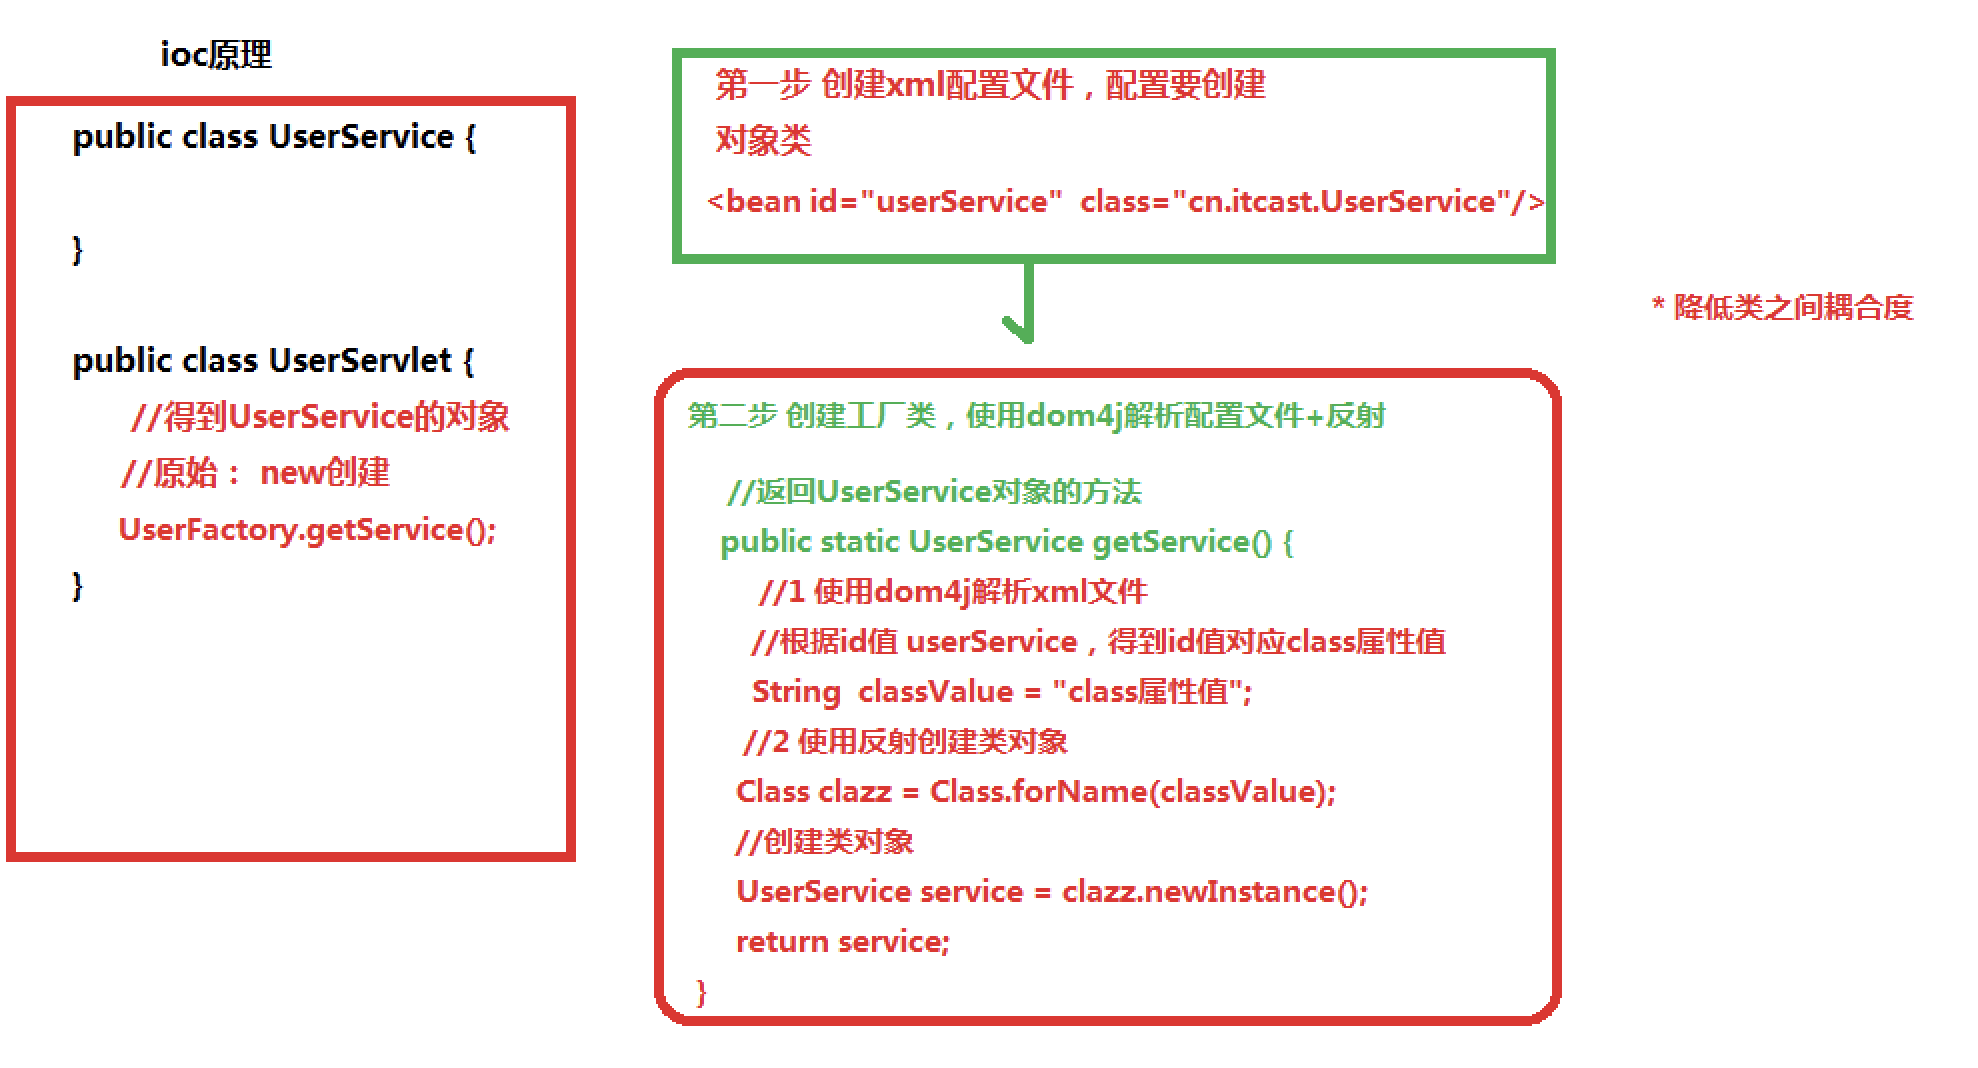 ioc原理
public class UserService {
}
public class UserServlet {
//得到UserService的对象
//原始： new创建
UserFactory.getService();
}
第一步 创建xml配置文件，配置要创建
对象类
<bean id="userService"  class="cn.itcast.UserService"/>
* 降低类之间耦合度
第二步 创建工厂类，使用dom4j解析配置文件+反射
//返回UserService对象的方法
public static UserService getService() {
//1 使用dom4j解析xml文件
//根据id值 userService，得到id值对应class属性值
String  classValue = "class属性值";
//2 使用反射创建类对象
Class clazz = Class.forName(classValue);
//创建类对象
UserService service = clazz.newInstance();
return service;
}